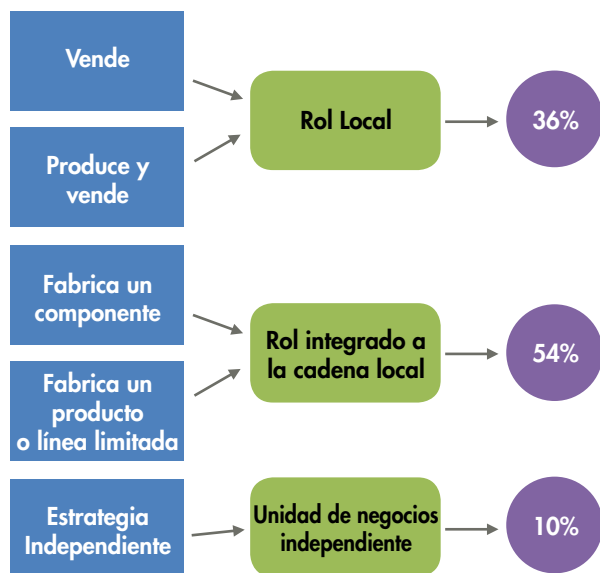 Vende
Produce y
vende
Rol Local
36%
Fabrica un
componente
Fabrica un
producto
o línea limitada
Rol integrado a
la cadena local
54%
Estrategia
Independiente
Unidad de negocios
independiente
10%